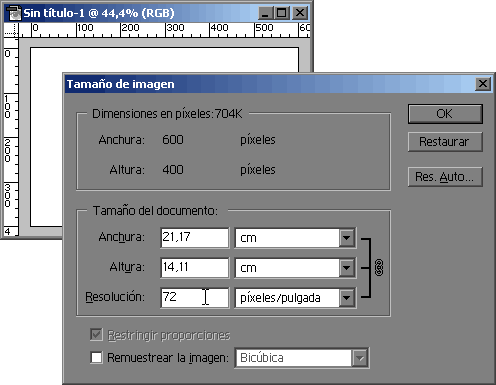 Sin título-1 @ 44,4% (RGB)
0 100 200 300 400 500 600
0
100
200
300
4
Tamaño de imagen
Dimensiones en píxeles:704K
Anchura: 600 píxeles
Altura: 400 píxeles
OK
Restaurar
Res. Auto...
Tamaño del documento:
Anchura: 21,17 cm
Altura: 14,11 cm
Resolución: 72 píxeles/pulgada
Restringir proporciones
Remuestrear la imagen: Bicúbica